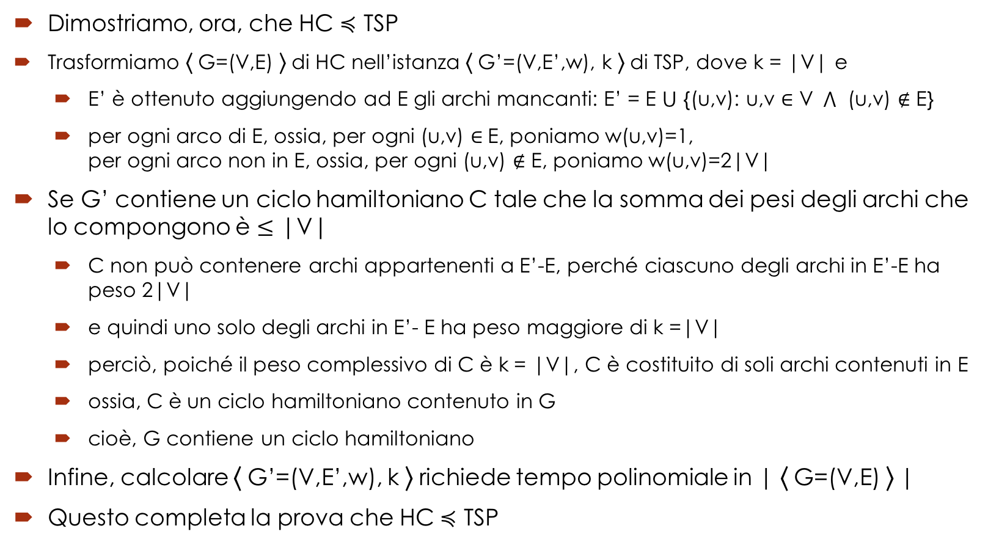 Dimostriamo, ora, che HC ≼ TSP
Trasformiamo 〈 G=(V,E) 〉 di HC nell’istanza 〈 G’=(V,E’,w), k 〉 di TSP, dove k = |V| e
E’ è ottenuto aggiungendo ad E gli archi mancanti: E’ = E U {(u,v): u,v ∈ V Λ (u,v) ∉ E}
per ogni arco di E, ossia, per ogni (u,v) ∈ E, poniamo w(u,v)=1,
per ogni arco non in E, ossia, per ogni (u,v) ∉ E, poniamo w(u,v)=2|V|
Se G’ contiene un ciclo hamiltoniano C tale che la somma dei pesi degli archi che
lo compongono è ≤ |V|
C non può contenere archi appartenenti a E’-E, perché ciascuno degli archi in E’-E ha
peso 2|V|
e quindi uno solo degli archi in E’- E ha peso maggiore di k =|V|
perciò, poiché il peso complessivo di C è k = |V|, C è costituito di soli archi contenuti in E
ossia, C è un ciclo hamiltoniano contenuto in G
cioè, G contiene un ciclo hamiltoniano
Infine, calcolare 〈 G’=(V,E’,w), k 〉 richiede tempo polinomiale in | 〈 G=(V,E) 〉 |
Questo completa la prova che HC ≼ TSP